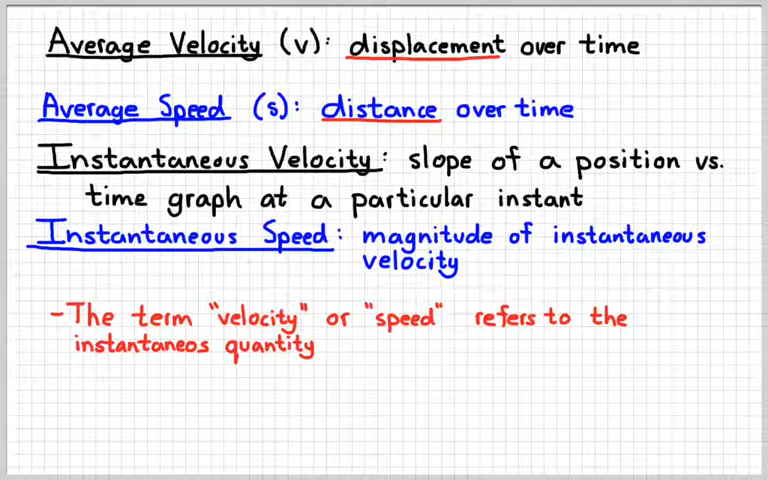 Average Velocity (v): displacement over time
Average Speed (s): distance over time
Instantaneous Velocity: slope of a position vs.
time graph at a particular instant
Instantaneous Speed: magnitude of instantaneous
velocity
-The term "velocity" or "speed" refers to the
instantaneos quantity